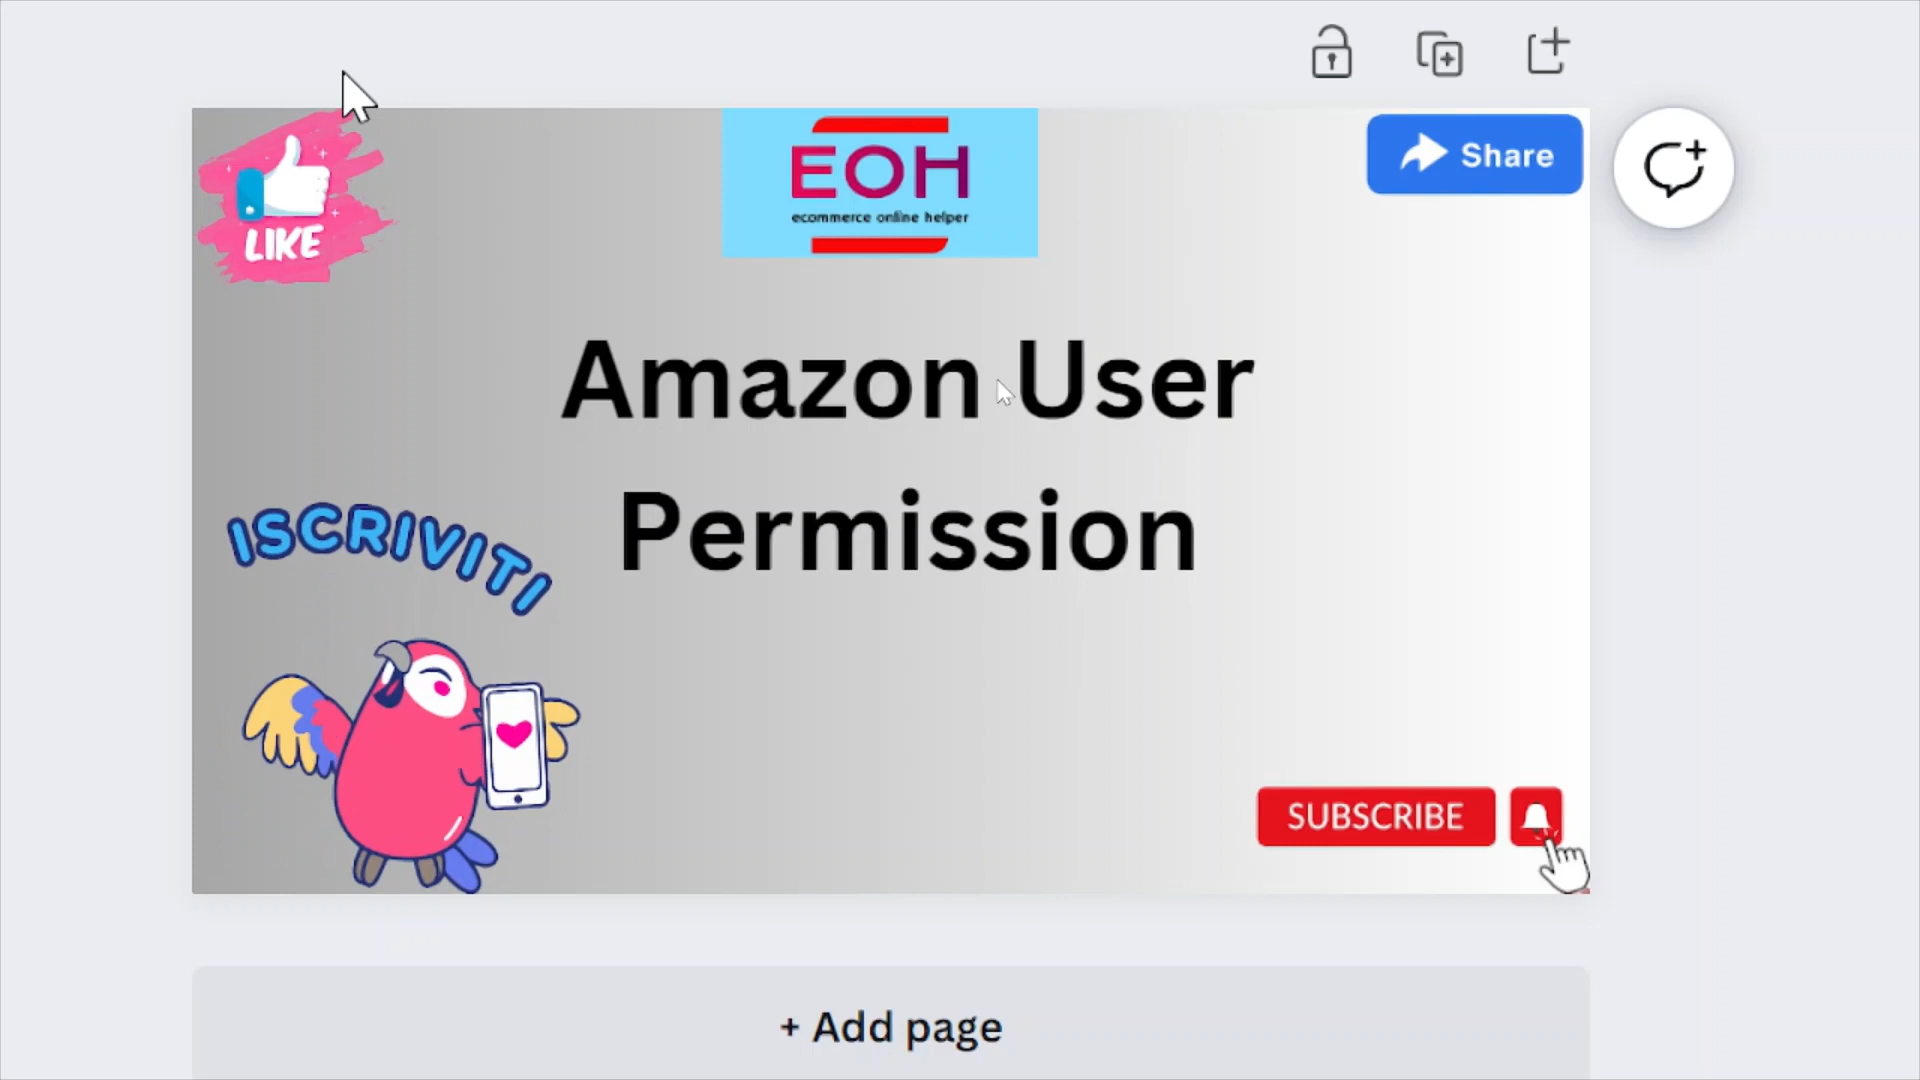 LIKE
EOH
ecommerce online helper
Share
Amazon User
Permission
ISCRIVITI
SUBSCRIBE
+ Add page